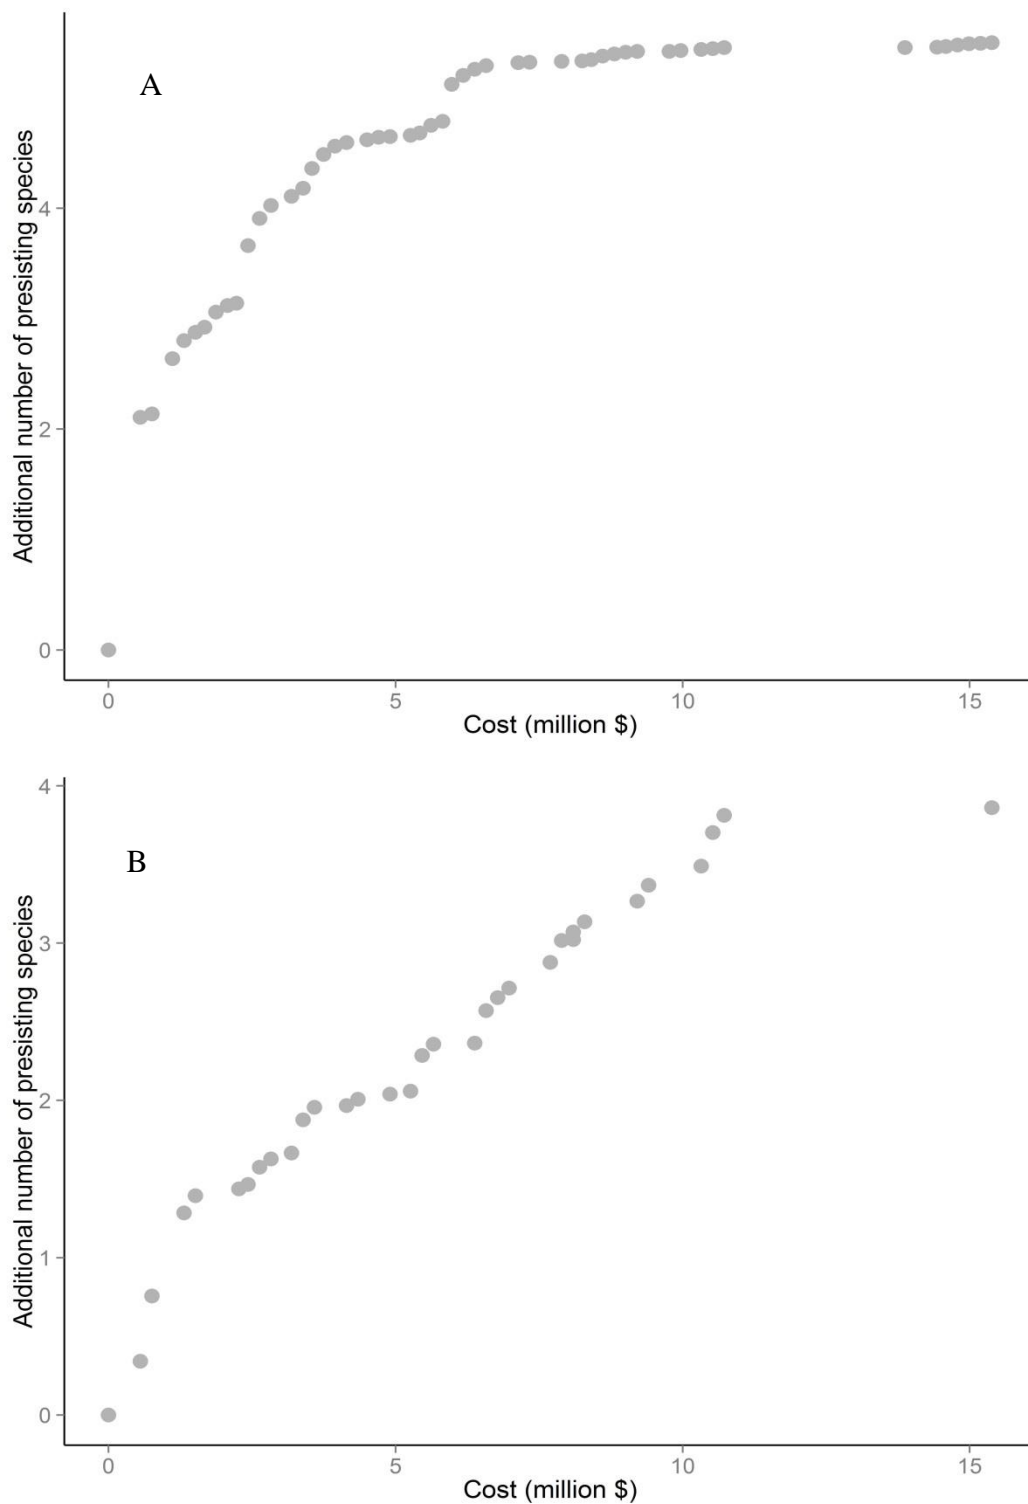 A
Additional number of presisting species
4
2
0
0 5 10 15
Cost (million $)
B
Additional number of presisting species
4
3
2
1
0
0 5 10 15
Cost (million $)